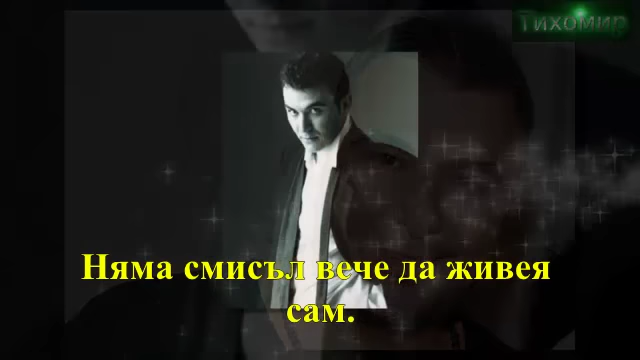 Тихомир
Няма смисъл вече да живея
сам.